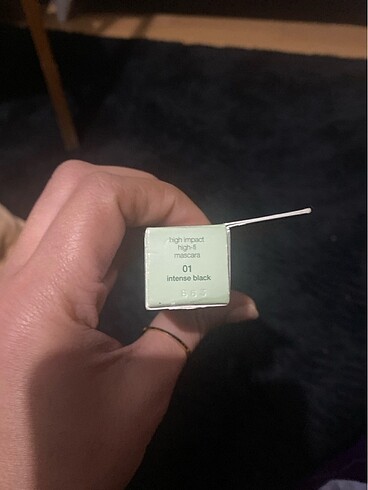 high impact
high-fi
mascara
01
intense black